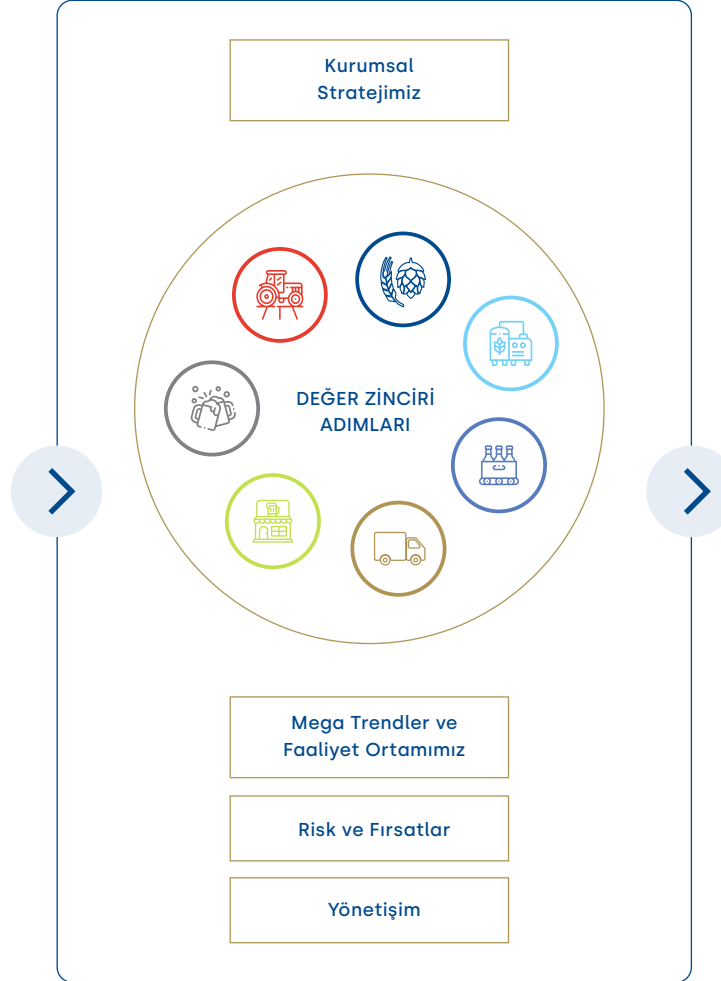 Kurumsal
Stratejimiz
DEĞER ZİNCİRİ
ADIMLARI
Mega Trendler ve
Faaliyet Ortamımız
Risk ve Fırsatlar
Yönetişim